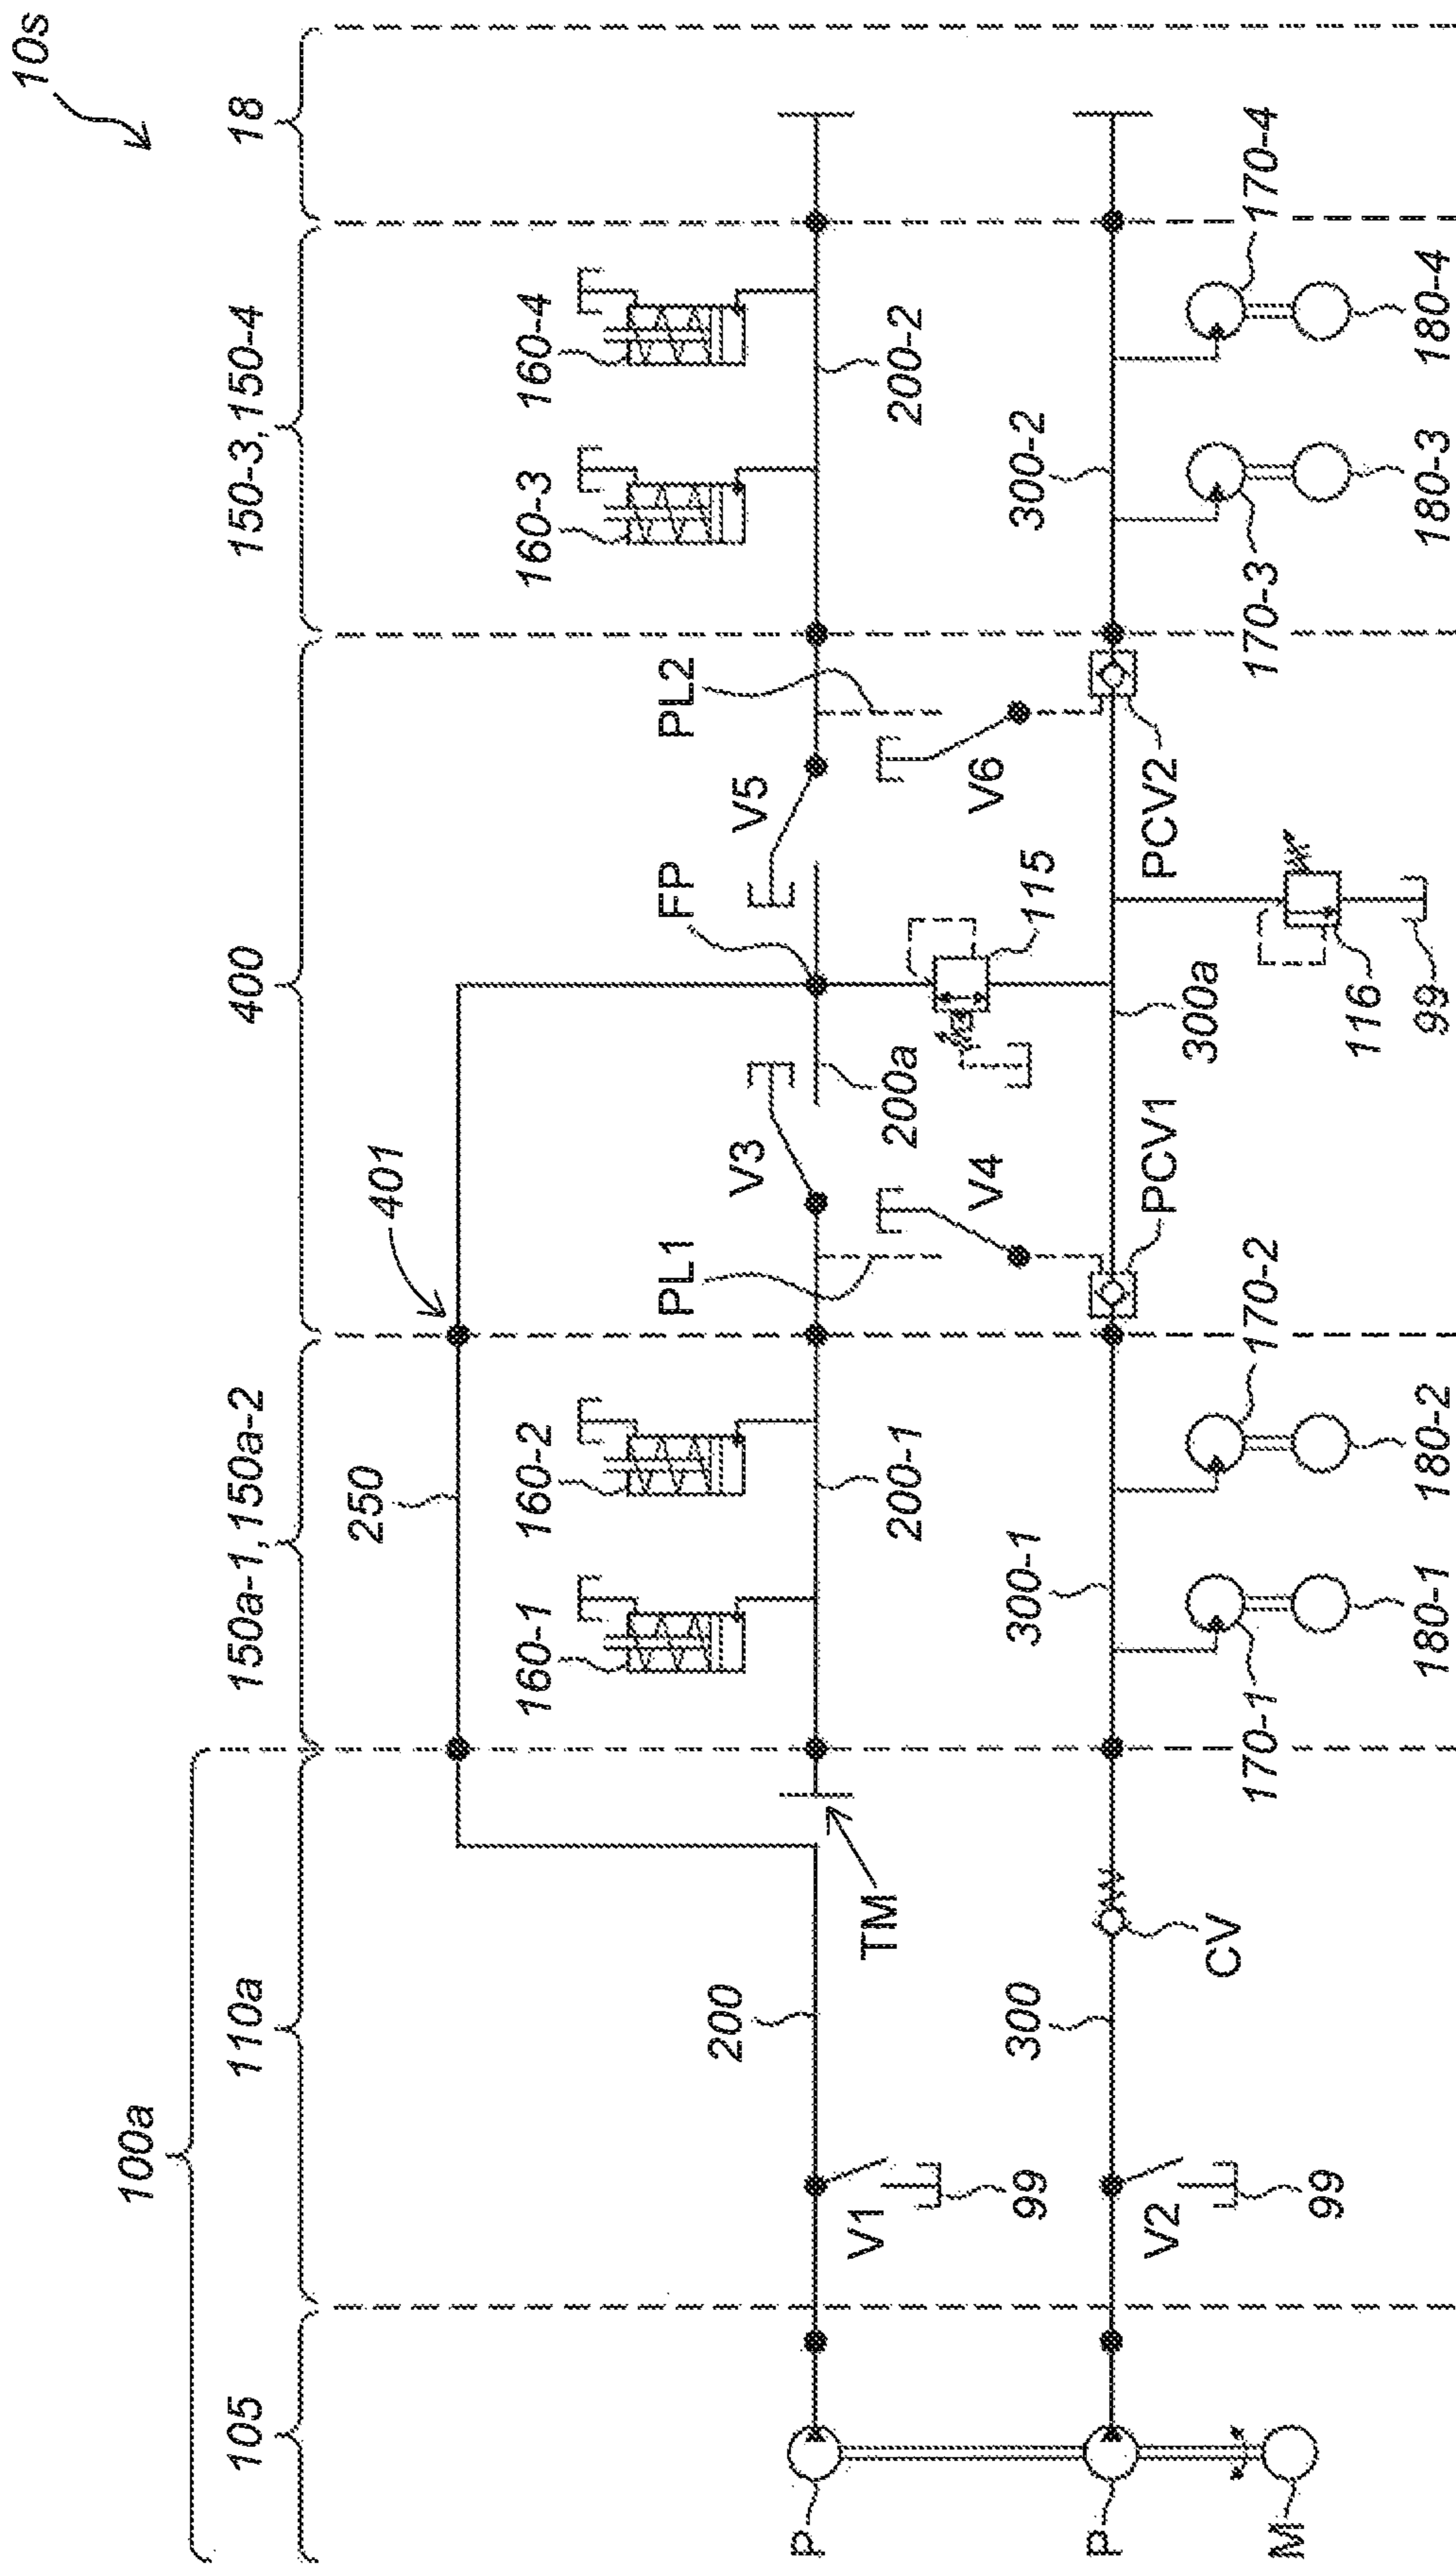 10s
100a
105
110a
150a-1, 150a-2
400
150-3, 150-4
18
250
401
160-1
160-2
160-3
160-4
PL1
FP
PL2
200
V3
V5
V1
TM
200-1
200a
200-2
V4
V6
99
300
300-1
115
300-2
P
P
V2
CV
PCV1
300a
PCV2
170-1
170-2
170-3
170-4
M
99
116
180-1
180-2
99
180-3
180-4